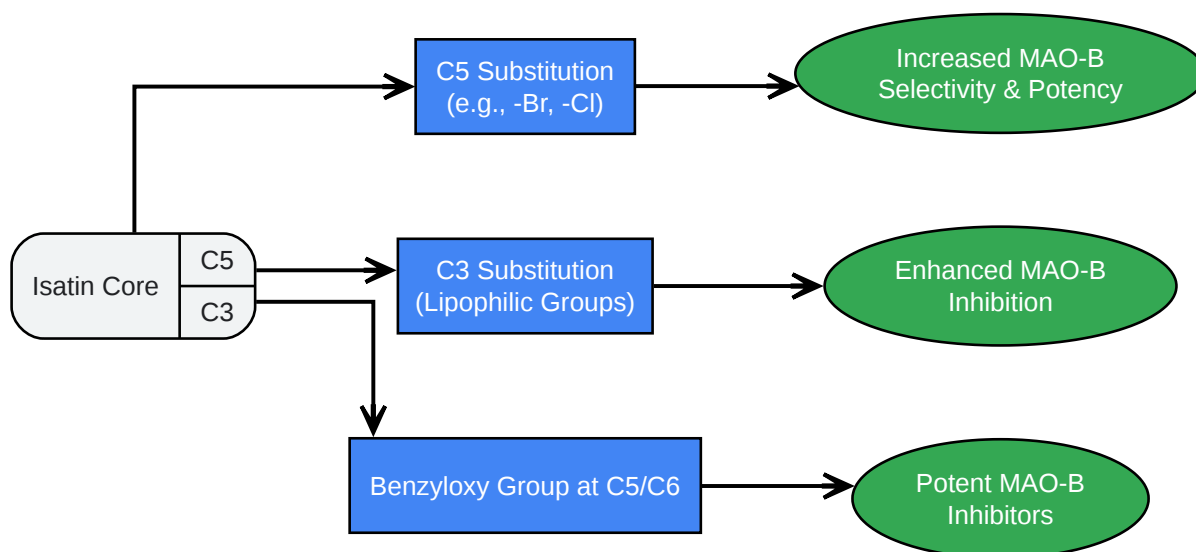 C5 Substitution
(e.g., -Br, -Cl)
Increased MAO-B
Selectivity & Potency
Isatin Core
C5
C3
C3 Substitution
(Lipophilic Groups)
Enhanced MAO-B
Inhibition
Benzyloxy Group at C5/C6
Potent MAO-B
Inhibitors